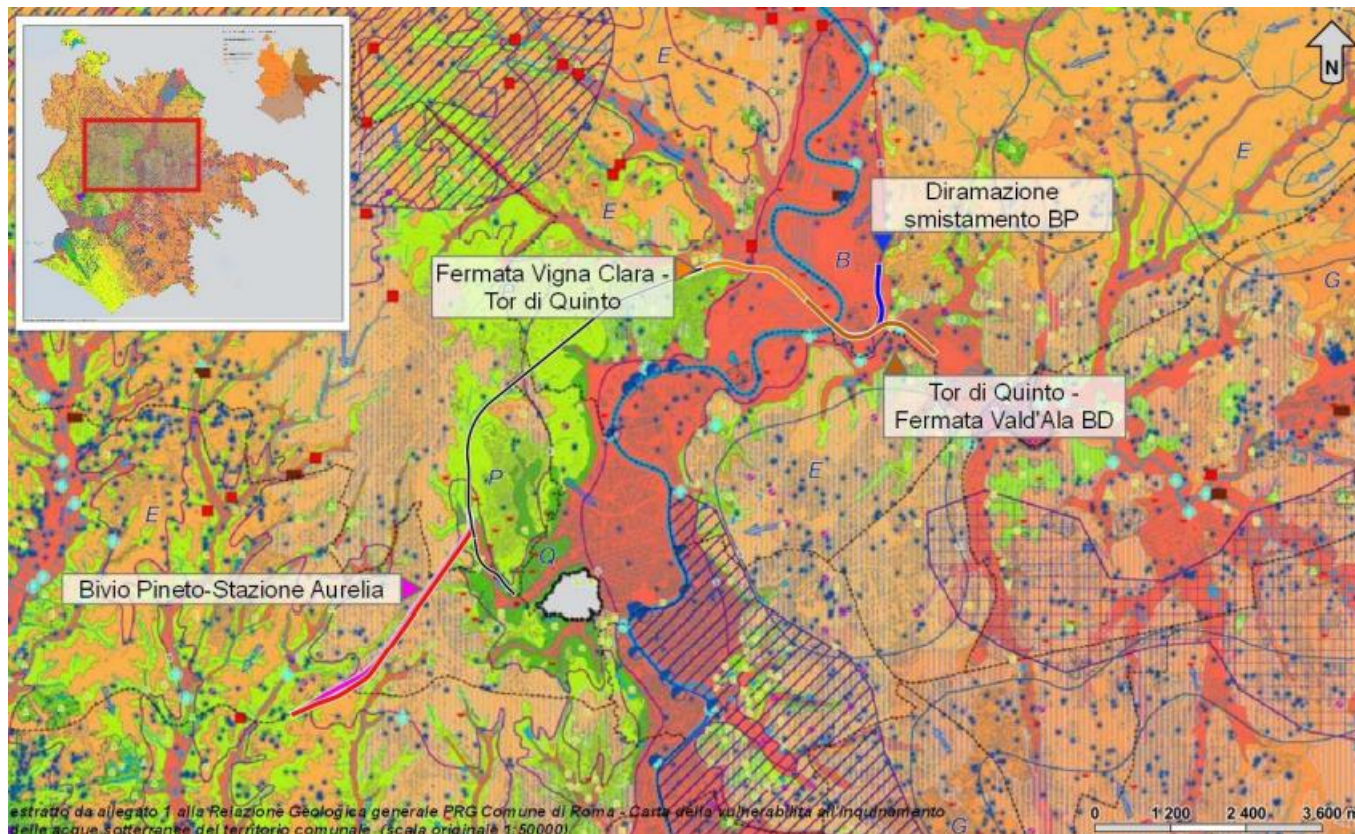 N
E
E
E
Diramazione
smistamento BP
B
G
Fermata Vigna Clara -
Tor di Quinto
Tor di Quinto -
Fermata Vald'Ala BD
P
E
E
Q
Bivio Pineto-Stazione Aurelia
estratto da allegato 1 alla Relazione Geologica generale PRG Comune di Roma - Carta della vulnerabilità all'inquinamento
delle acque sotterranee del territorio comunale (scala originale 1:50000)
0 1 200 2 400 3,600 m
G